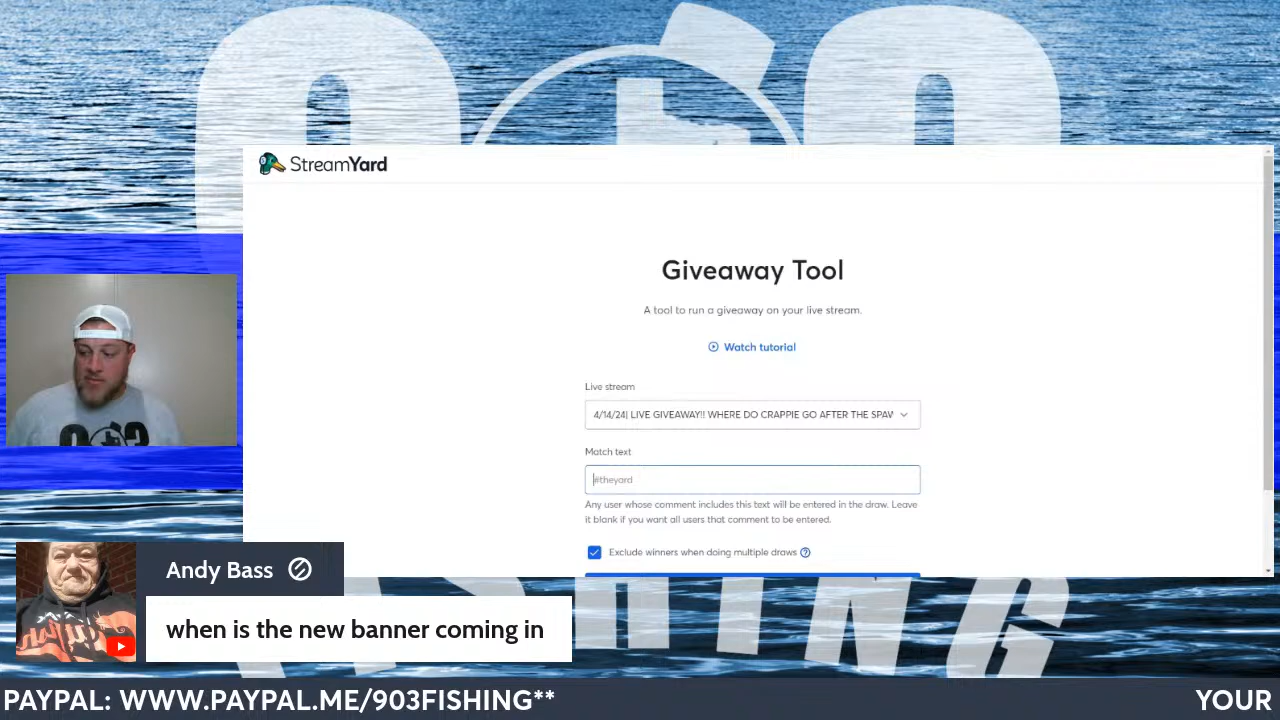 903
StreamYard
Giveaway Tool
A tool to run a giveaway on your live stream.
Watch tutorial
Live stream
4/14/24| LIVE GIVEAWAY!! WHERE DO CRAPPIE GO AFTER THE SPAW
Match text
#theyard
Any user whose comment includes this text will be entered in the draw. Leave
it blank if you want all users that comment to be entered.
Exclude winners when doing multiple draws
903
FISHING
Andy Bass
when is the new banner coming in
PAYPAL: WWW.PAYPAL.ME/903FISHING** YOUR